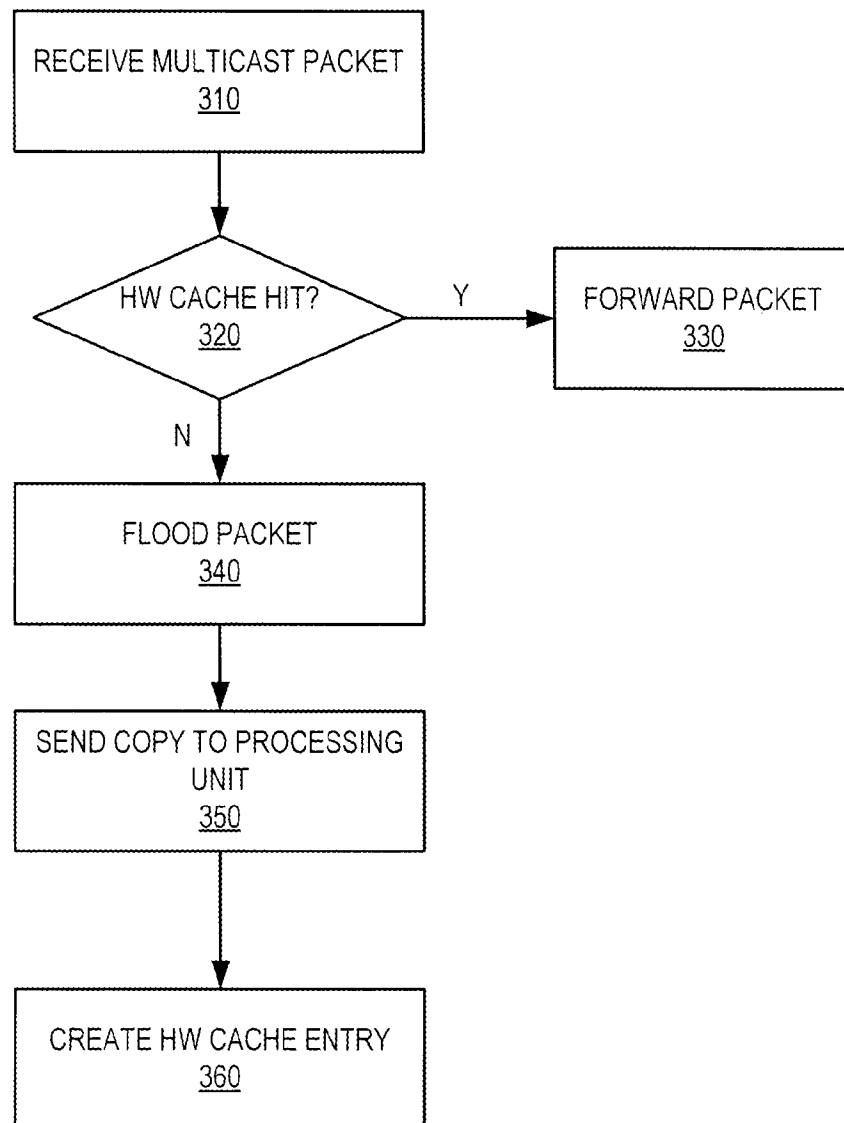 RECEIVE MULTICAST PACKET
310
HW CACHE HIT?
320
Y
FORWARD PACKET
330
N
FLOOD PACKET
340
SEND COPY TO PROCESSING
UNIT
350
CREATE HW CACHE ENTRY
360